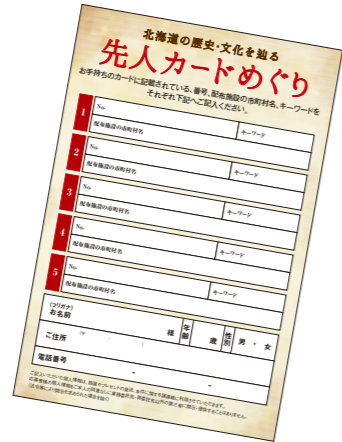 北海道の歴史・文化を辿る
先人カードめぐり
お手持ちのカードに記載されている、番号、配布施設の市町村名、キーワードを
それぞれ下記へご記入ください。
1 No. キーワード
配布施設の市町村名
2 No. キーワード
配布施設の市町村名
3 No. キーワード
配布施設の市町村名
4 No. キーワード
配布施設の市町村名
5 No. キーワード
配布施設の市町村名
(フリガナ)
お名前 様 年齢 歳 性別 男 ・ 女
ご住所 (〒 - )
電話番号 - -